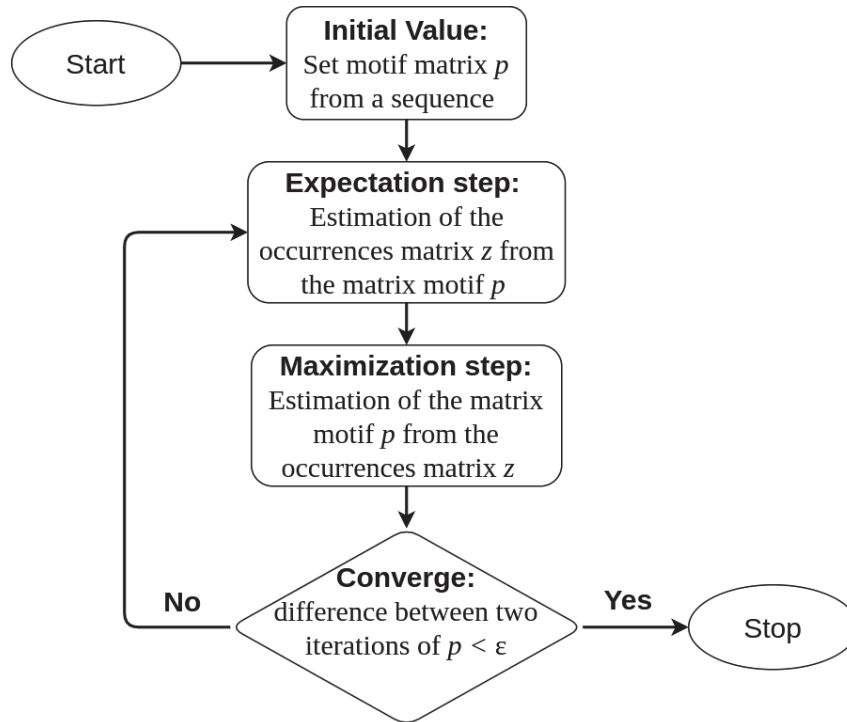 Start
Initial Value:
Set motif matrix p
from a sequence
Expectation step:
Estimation of the
occurrences matrix z from
the matrix motif p
Maximization step:
Estimation of the matrix
motif p from the
occurrences matrix z
Converge:
difference between two
iterations of p < ε
No
Yes
Stop